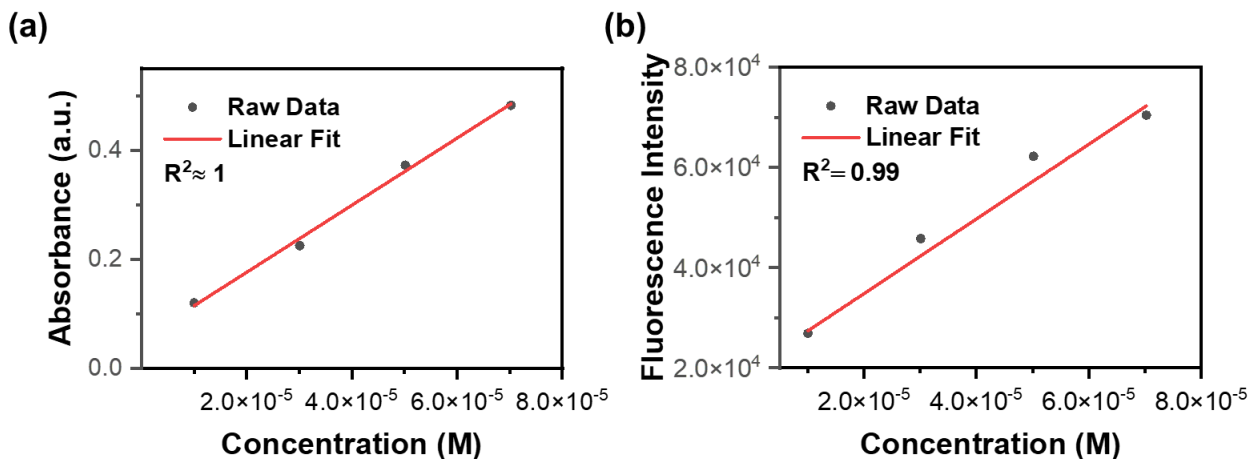 (a)
Absorbance (a.u.)
0.4
0.2
0.0
Raw Data
Linear Fit
R²≈ 1
2.0×10⁻⁵ 4.0×10⁻⁵ 6.0×10⁻⁵ 8.0×10⁻⁵
Concentration (M)
(b)
Fluorescence Intensity
8.0×10⁴
6.0×10⁴
4.0×10⁴
2.0×10⁴
Raw Data
Linear Fit
R²= 0.99
2.0×10⁻⁵ 4.0×10⁻⁵ 6.0×10⁻⁵ 8.0×10⁻⁵
Concentration (M)